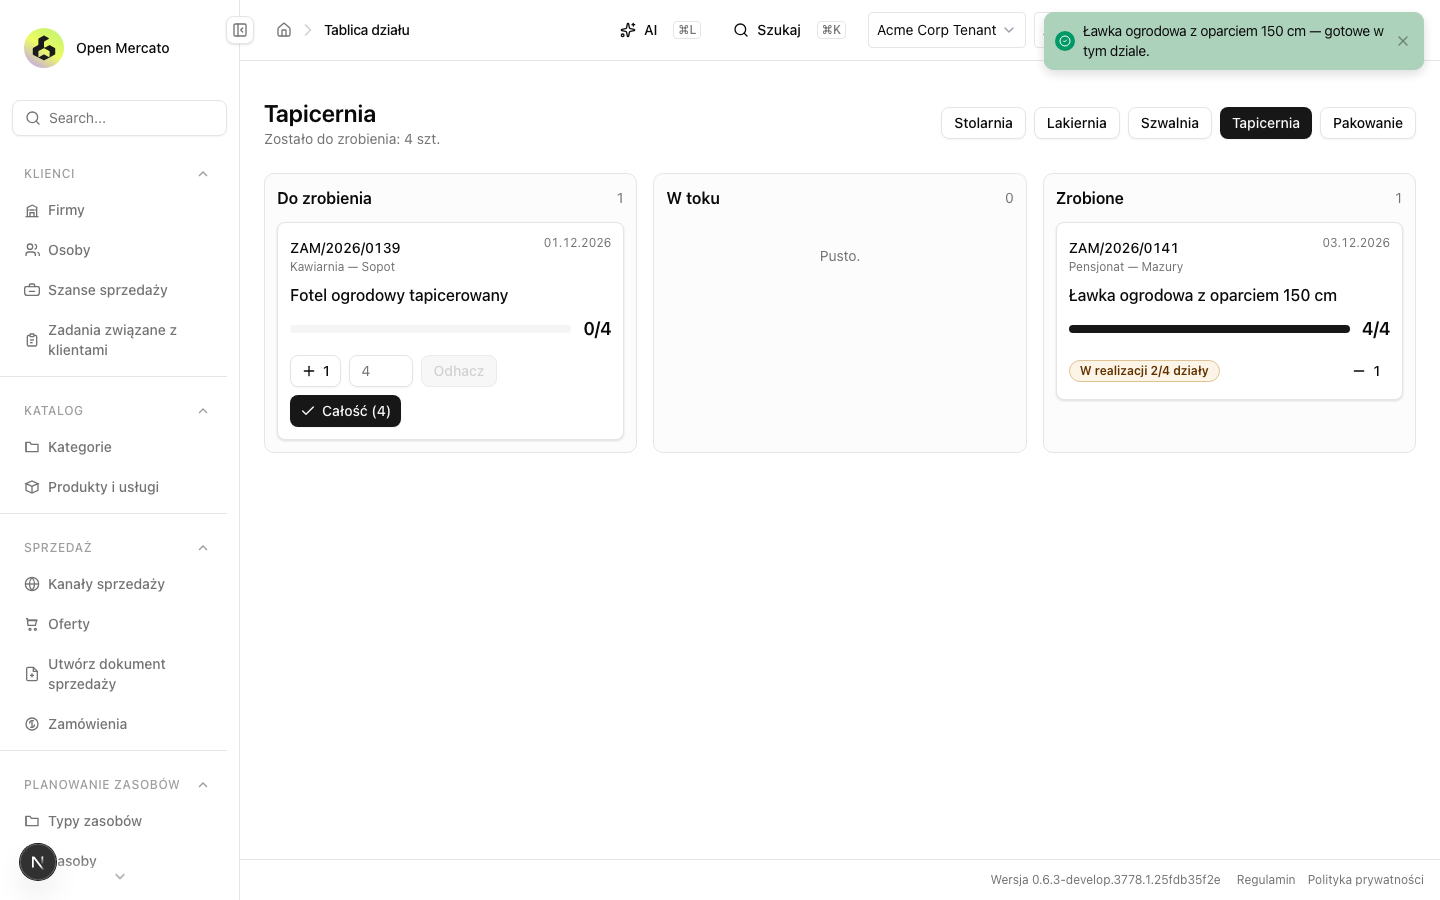 Open Mercato
Search...
KLIENCI
Firmy
Osoby
Szanse sprzedaży
Zadania związane z
klientami
KATALOG
Kategorie
Produkty i usługi
SPRZEDAŻ
Kanały sprzedaży
Oferty
Utwórz dokument
sprzedaży
Zamówienia
PLANOWANIE ZASOBÓW
Typy zasobów
asoby
N
Tablica działu
AI ⌘L
Szukaj ⌘K
Acme Corp Tenant
Ławka ogrodowa z oparciem 150 cm — gotowe w
tym dziale.
Tapicernia
Zostało do zrobienia: 4 szt.
Stolarnia
Lakiernia
Szwalnia
Tapicernia
Pakowanie
Do zrobienia 1
ZAM/2026/0139 01.12.2026
Kawiarnia — Sopot
Fotel ogrodowy tapicerowany
0/4
+ 1 4 Odhacz
Całość (4)
W toku 0
Pusto.
Zrobione 1
ZAM/2026/0141 03.12.2026
Pensjonat — Mazury
Ławka ogrodowa z oparciem 150 cm
4/4
W realizacji 2/4 działy − 1
Wersja 0.6.3-develop.3778.1.25fdb35f2e Regulamin Polityka prywatności